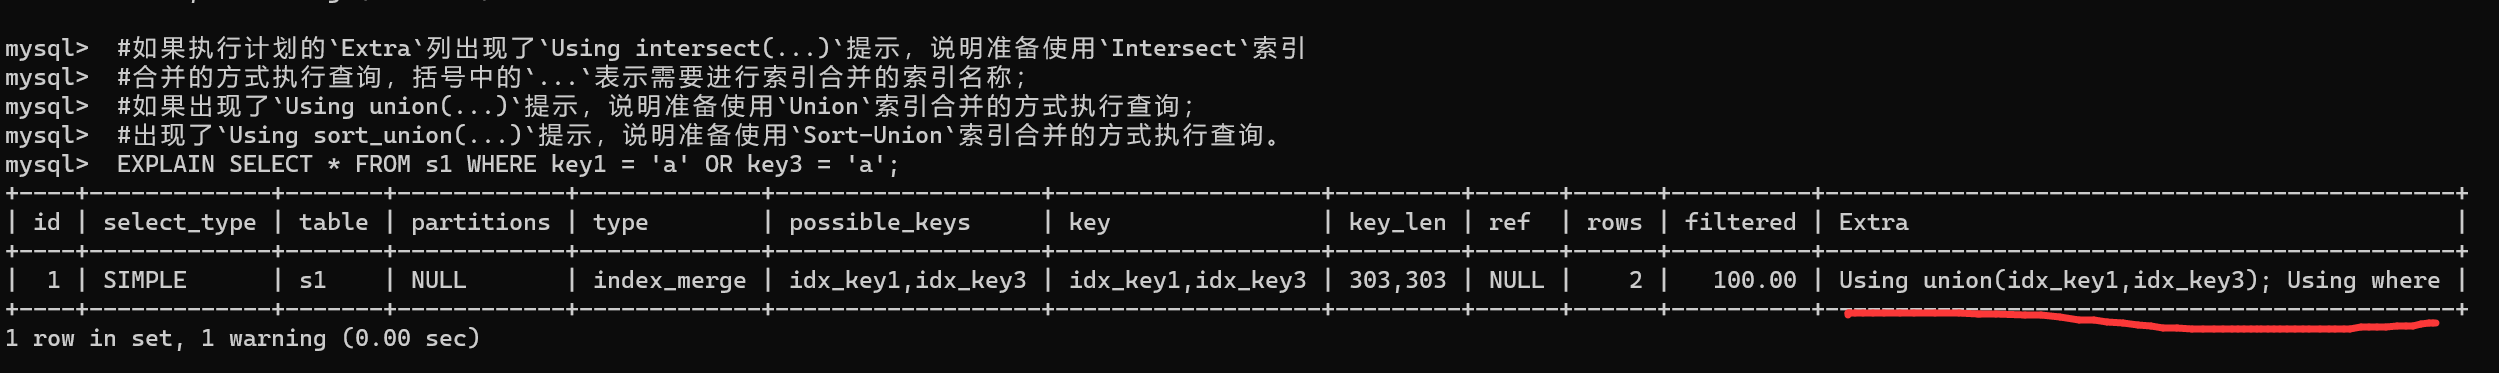 mysql>  #如果执行计划的`Extra`列出现了`Using intersect(...)`提示，说明准备使用`Intersect`索引
mysql>  #合并的方式执行查询，括号中的`...`表示需要进行索引合并的索引名称；
mysql>  #如果出现了`Using union(...)`提示，说明准备使用`Union`索引合并的方式执行查询；
mysql>  #出现了`Using sort_union(...)`提示，说明准备使用`Sort-Union`索引合并的方式执行查询。
mysql>  EXPLAIN SELECT * FROM s1 WHERE key1 = 'a' OR key3 = 'a';
+----+-------------+-------+------------+-------------+-------------------+-------------------+---------+------+------+----------+---------------------------------------------+
| id | select_type | table | partitions | type        | possible_keys     | key               | key_len | ref  | rows | filtered | Extra                                       |
+----+-------------+-------+------------+-------------+-------------------+-------------------+---------+------+------+----------+---------------------------------------------+
|  1 | SIMPLE      | s1    | NULL       | index_merge | idx_key1,idx_key3 | idx_key1,idx_key3 | 303,303 | NULL |    2 |   100.00 | Using union(idx_key1,idx_key3); Using where |
+----+-------------+-------+------------+-------------+-------------------+-------------------+---------+------+------+----------+---------------------------------------------+
1 row in set, 1 warning (0.00 sec)